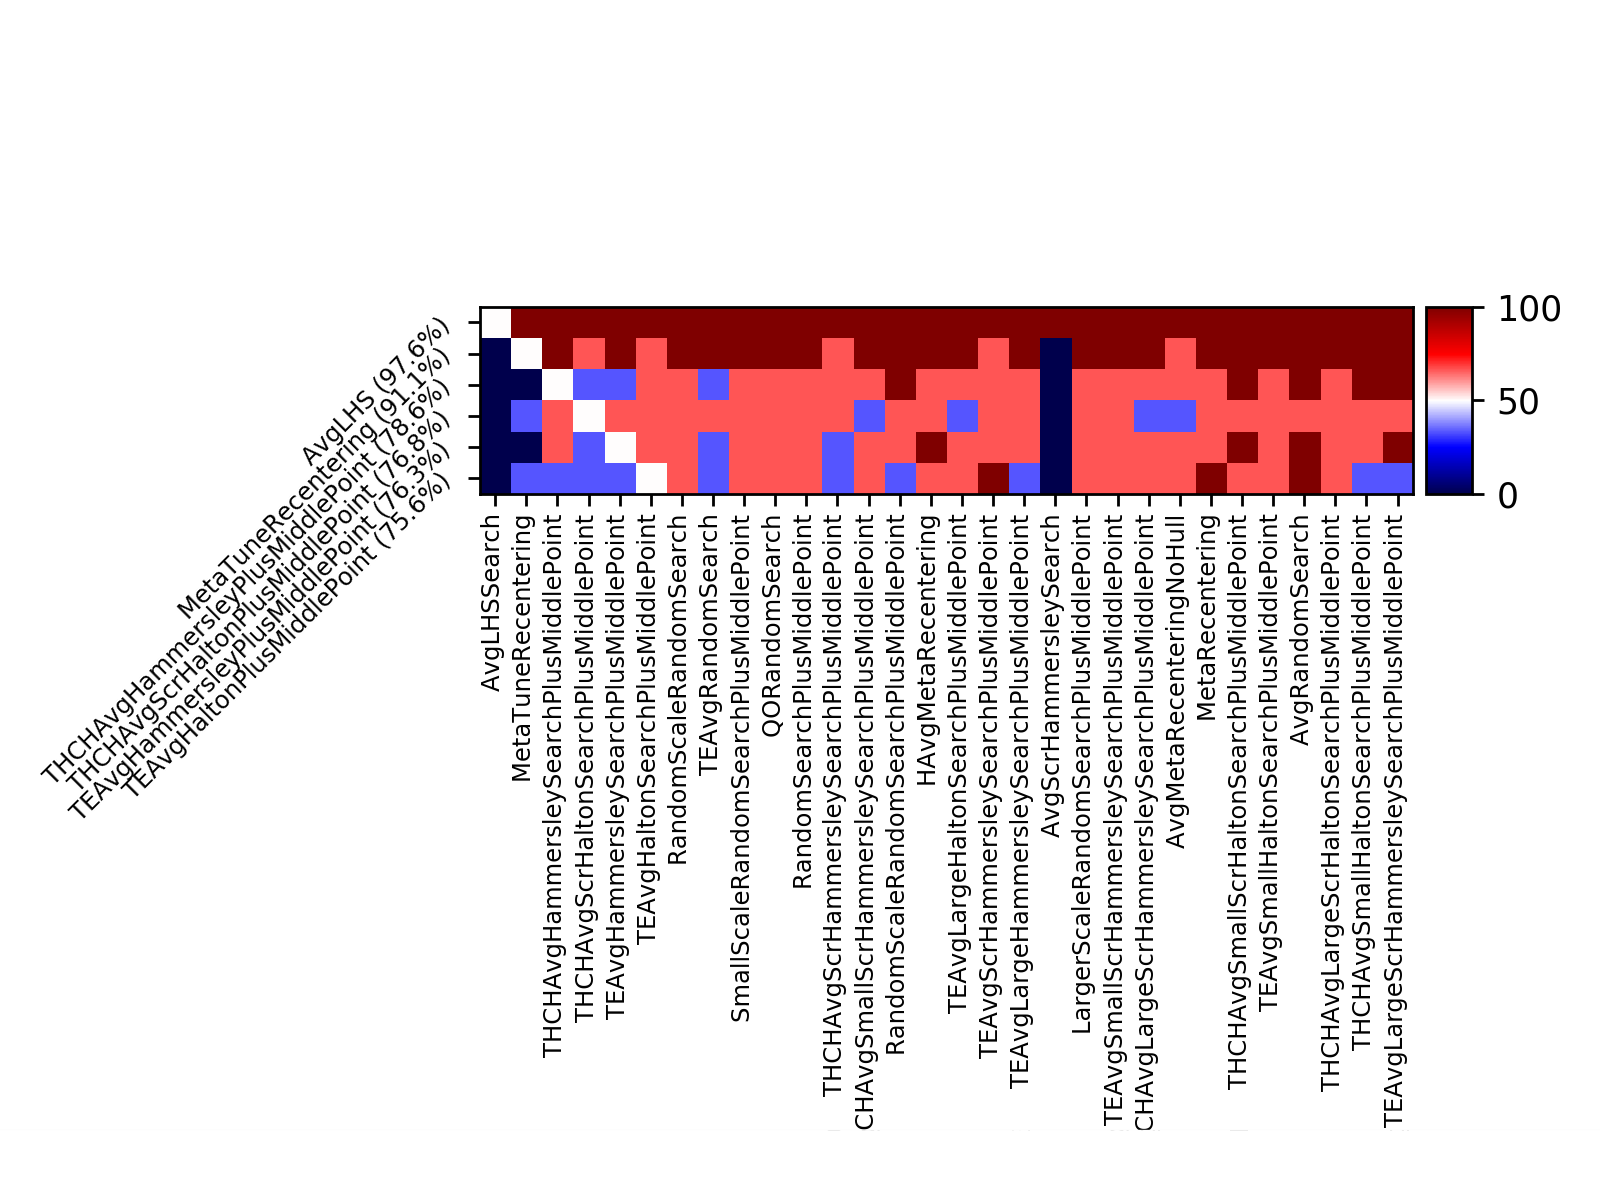 AvgLHS (97.6%)
MetaTuneRecentering (91.1%)
THCHAvgHammersleyPlusMiddlePoint (78.6%)
THCHAvgScrHaltonPlusMiddlePoint (76.8%)
TEAvgHammersleyPlusMiddlePoint (76.3%)
TEAvgHaltonPlusMiddlePoint (75.6%)
100
50
0
AvgLHSSearch
MetaTuneRecentering
THCHAvgHammersleySearchPlusMiddlePoint
THCHAvgScrHaltonSearchPlusMiddlePoint
TEAvgHammersleySearchPlusMiddlePoint
TEAvgHaltonSearchPlusMiddlePoint
RandomScaleRandomSearch
TEAvgRandomSearch
SmallScaleRandomSearchPlusMiddlePoint
QORandomSearch
RandomSearchPlusMiddlePoint
THCHAvgScrHammersleySearchPlusMiddlePoint
CHAvgSmallScrHammersleySearchPlusMiddlePoint
RandomScaleRandomSearchPlusMiddlePoint
HAvgMetaRecentering
TEAvgLargeHaltonSearchPlusMiddlePoint
TEAvgScrHammersleySearchPlusMiddlePoint
TEAvgLargeHammersleySearchPlusMiddlePoint
AvgScrHammersleySearch
LargerScaleRandomSearchPlusMiddlePoint
TEAvgSmallScrHammersleySearchPlusMiddlePoint
CHAvgLargeScrHammersleySearchPlusMiddlePoint
AvgMetaRecenteringNoHull
MetaRecentering
THCHAvgSmallScrHaltonSearchPlusMiddlePoint
TEAvgSmallHaltonSearchPlusMiddlePoint
AvgRandomSearch
THCHAvgLargeScrHaltonSearchPlusMiddlePoint
THCHAvgSmallHaltonSearchPlusMiddlePoint
TEAvgLargeScrHammersleySearchPlusMiddlePoint